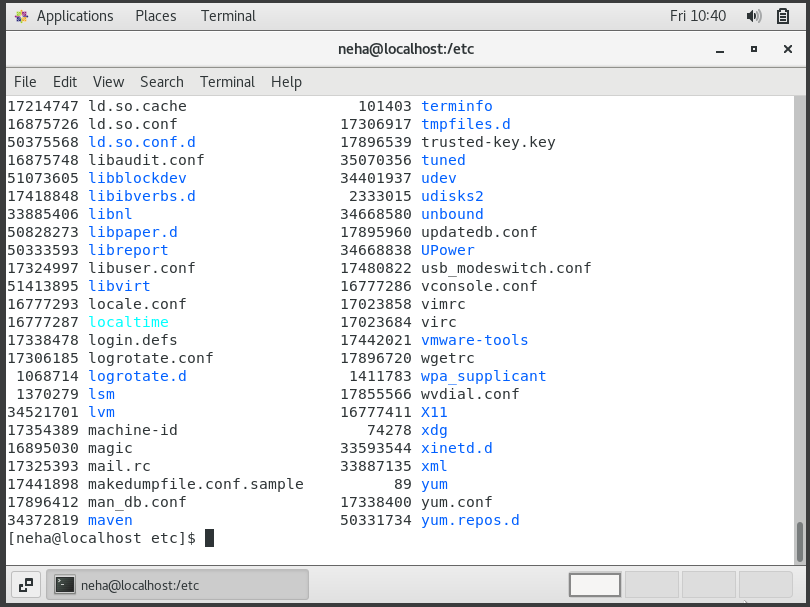 Applications Places Terminal Fri 10:40
neha@localhost:/etc
File Edit View Search Terminal Help
17214747 ld.so.cache 101403 terminfo
16875726 ld.so.conf 17306917 tmpfiles.d
50375568 ld.so.conf.d 17896539 trusted-key.key
16875748 libaudit.conf 35070356 tuned
51073605 libblockdev 34401937 udev
17418848 libibverbs.d 2333015 udisks2
33885406 libnl 34668580 unbound
50828273 libpaper.d 17895960 updatedb.conf
50333593 libreport 34668838 UPower
17324997 libuser.conf 17480822 usb_modeswitch.conf
51413895 libvirt 16777286 vconsole.conf
16777293 locale.conf 17023858 vimrc
16777287 localtime 17023684 virc
17338478 login.defs 17442021 vmware-tools
17306185 logrotate.conf 17896720 wgetrc
1068714 logrotate.d 1411783 wpa_supplicant
1370279 lsm 17855566 wvdial.conf
34521701 lvm 16777411 X11
17354389 machine-id 74278 xdg
16895030 magic 33593544 xinetd.d
17325393 mail.rc 33887135 xml
17441898 makedumpfile.conf.sample 89 yum
17896412 man_db.conf 17338400 yum.conf
34372819 maven 50331734 yum.repos.d
[neha@localhost etc]$
neha@localhost:/etc